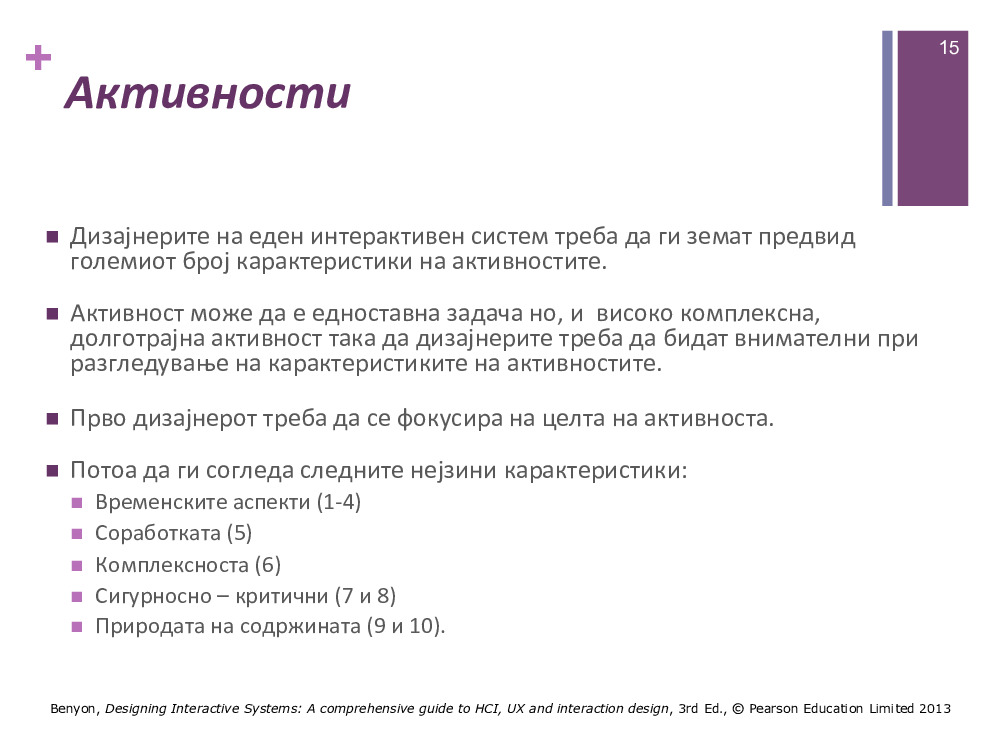 15
+
Активности
Дизајнерите на еден интерактивен систем треба да ги земат предвид
големиот број карактеристики на активностите.
Активност може да е едноставна задача но, и  високо комплексна,
долготрајна активност така да дизајнерите треба да бидат внимателни при
разгледување на карактеристиките на активностите.
Прво дизајнерот треба да се фокусира на целта на активноста.
Потоа да ги согледа следните нејзини карактеристики:
Временските аспекти (1-4)
Соработката (5)
Комплексноста (6)
Сигурносно – критични (7 и 8)
Природата на содржината (9 и 10).
Benyon, Designing Interactive Systems: A comprehensive guide to HCI, UX and interaction design, 3rd Ed., © Pearson Education Limited 2013